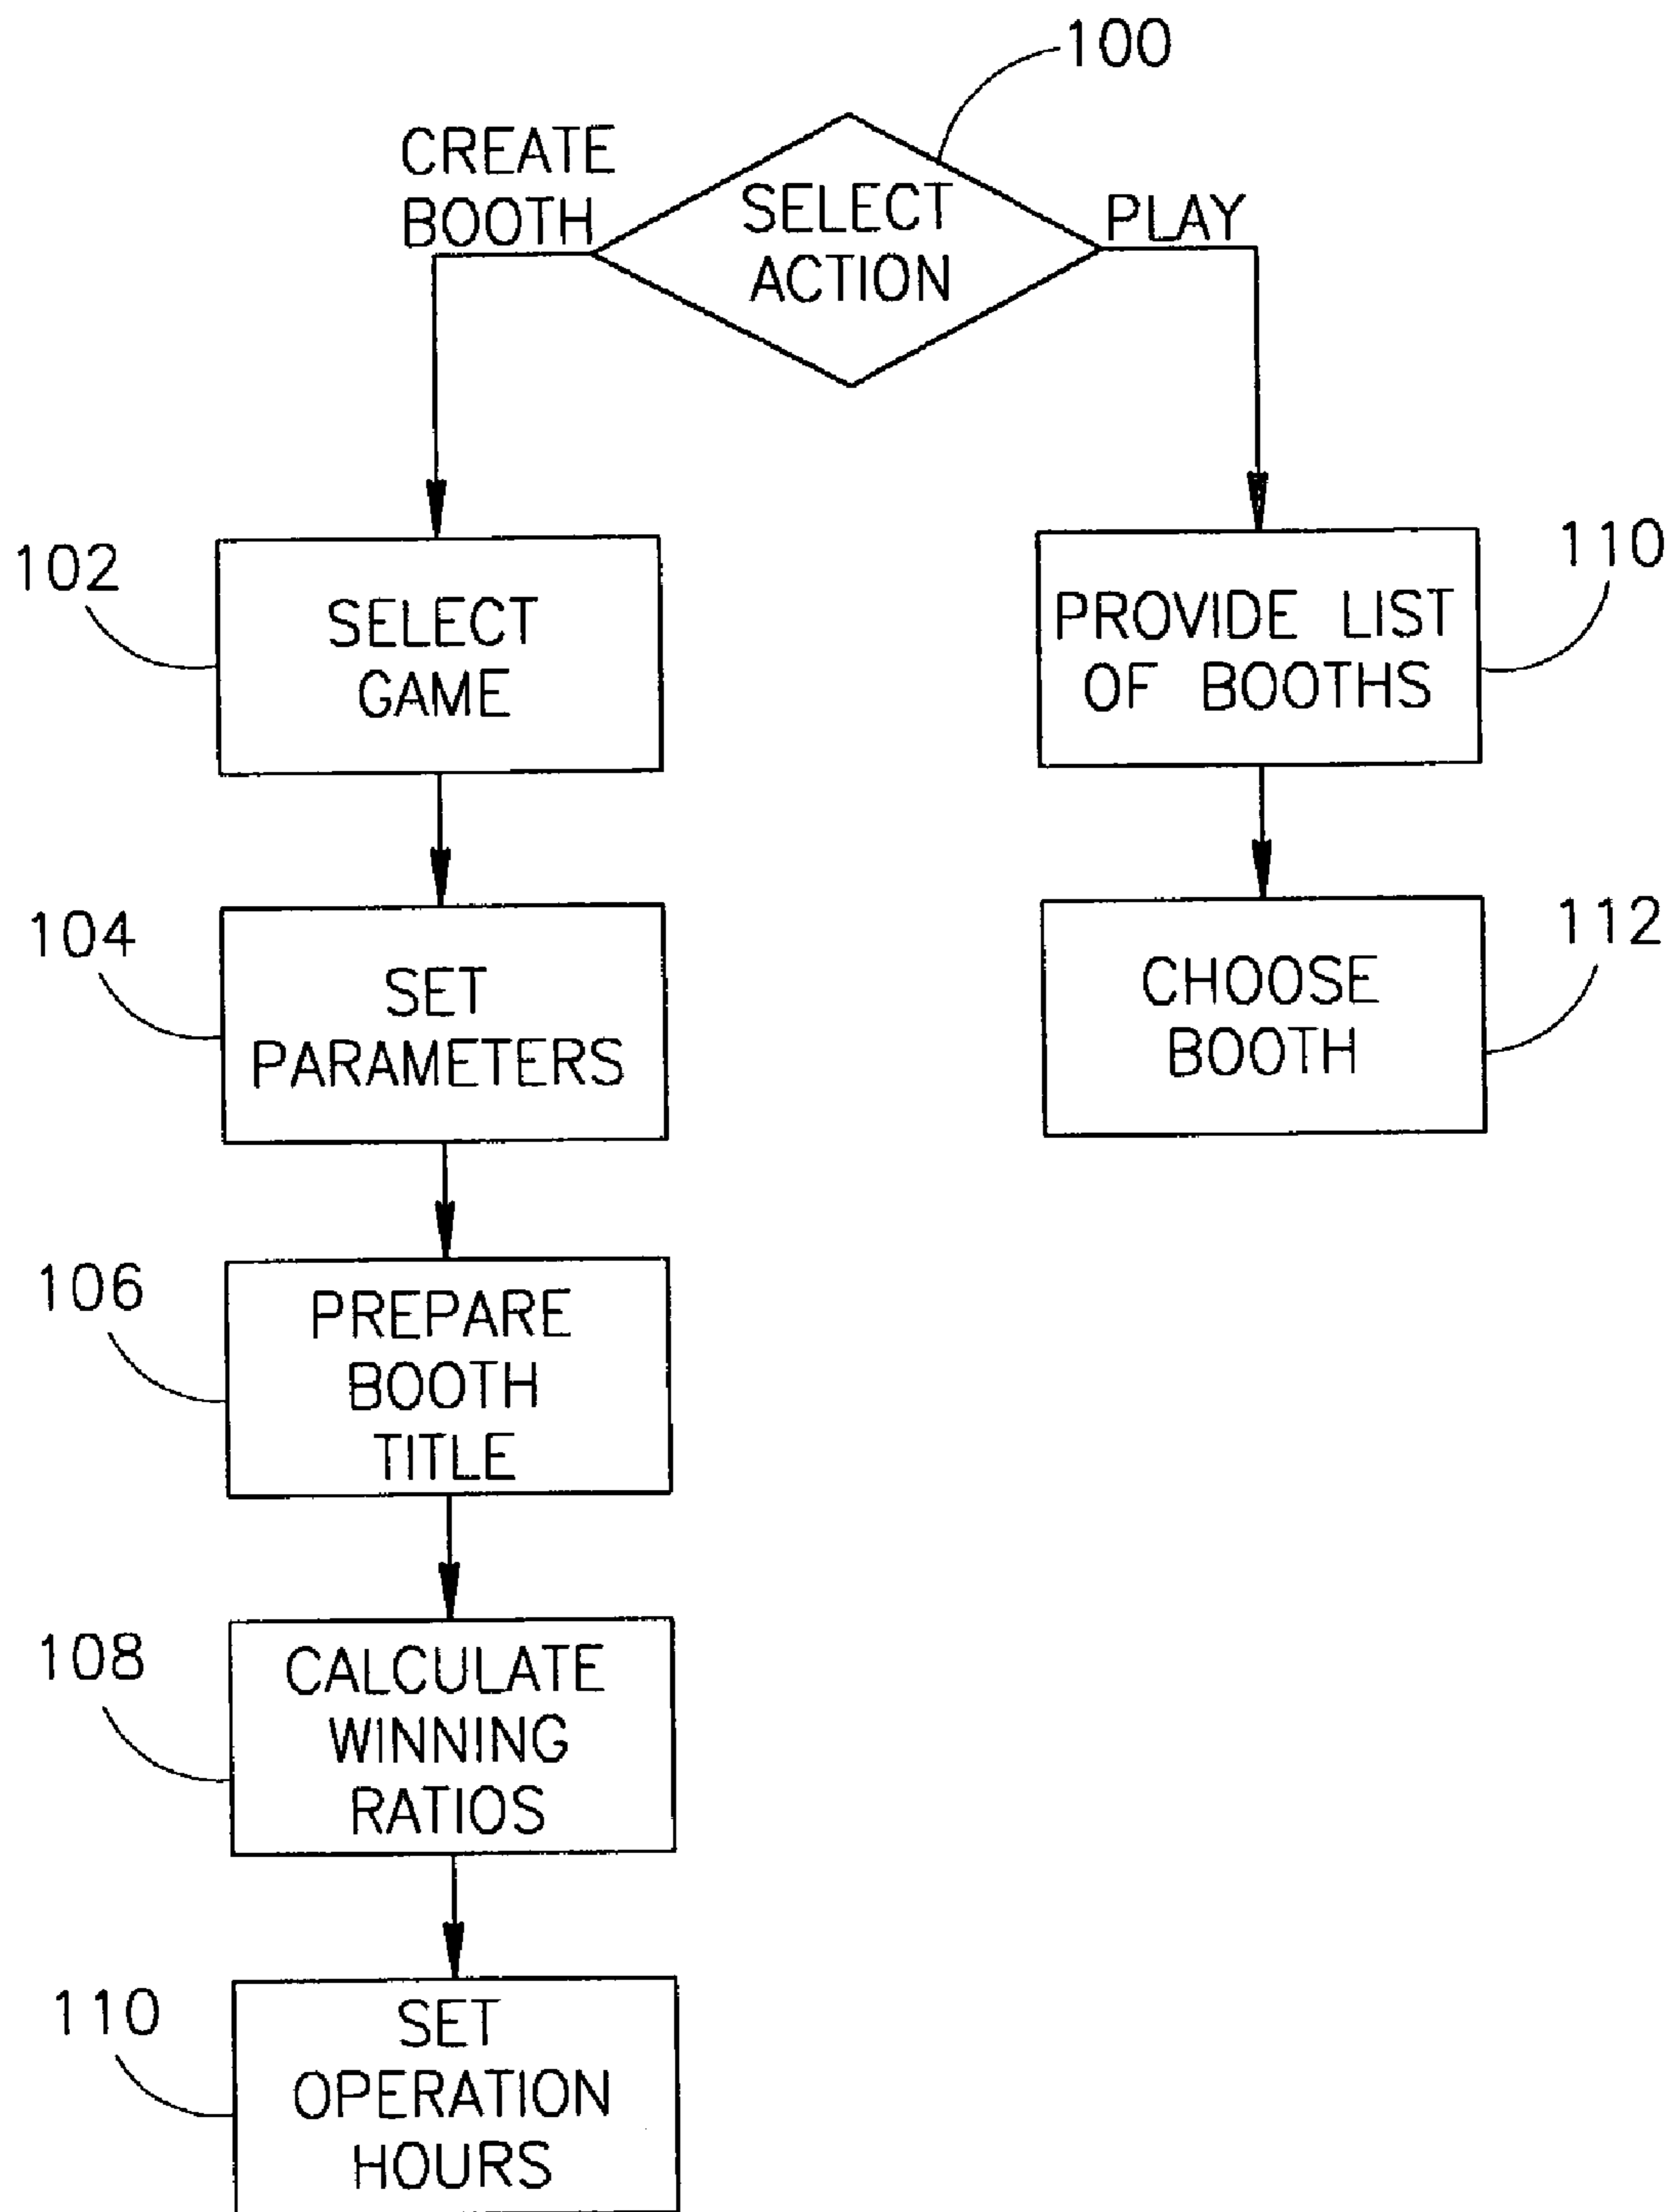 100
CREATE
BOOTH
SELECT
ACTION
PLAY
102
SELECT
GAME
110
PROVIDE LIST
OF BOOTHS
104
SET
PARAMETERS
112
CHOOSE
BOOTH
106
PREPARE
BOOTH
TITLE
108
CALCULATE
WINNING
RATIOS
110
SET
OPERATION
HOURS